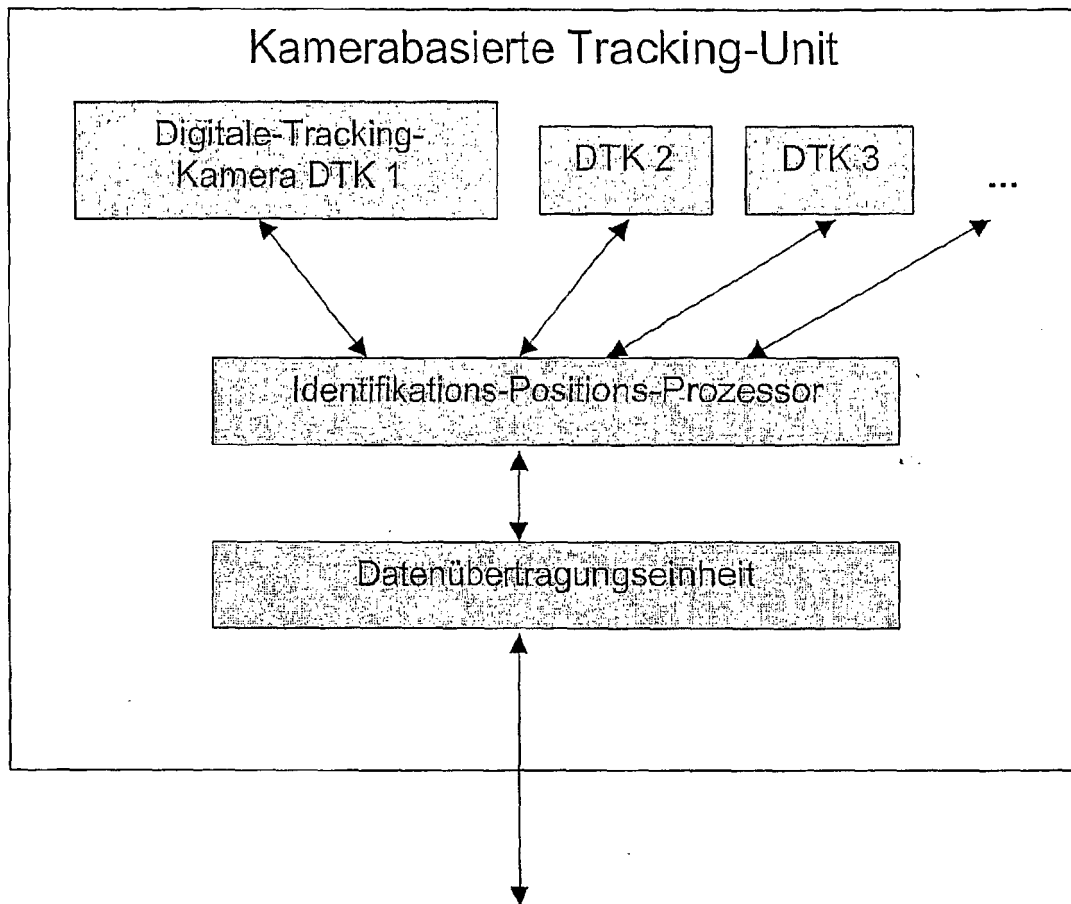 Kamerabasierte Tracking-Unit
Digitale-Tracking-
Kamera DTK 1
DTK 2
DTK 3
...
Identifikations-Positions-Prozessor
Datenübertragungseinheit